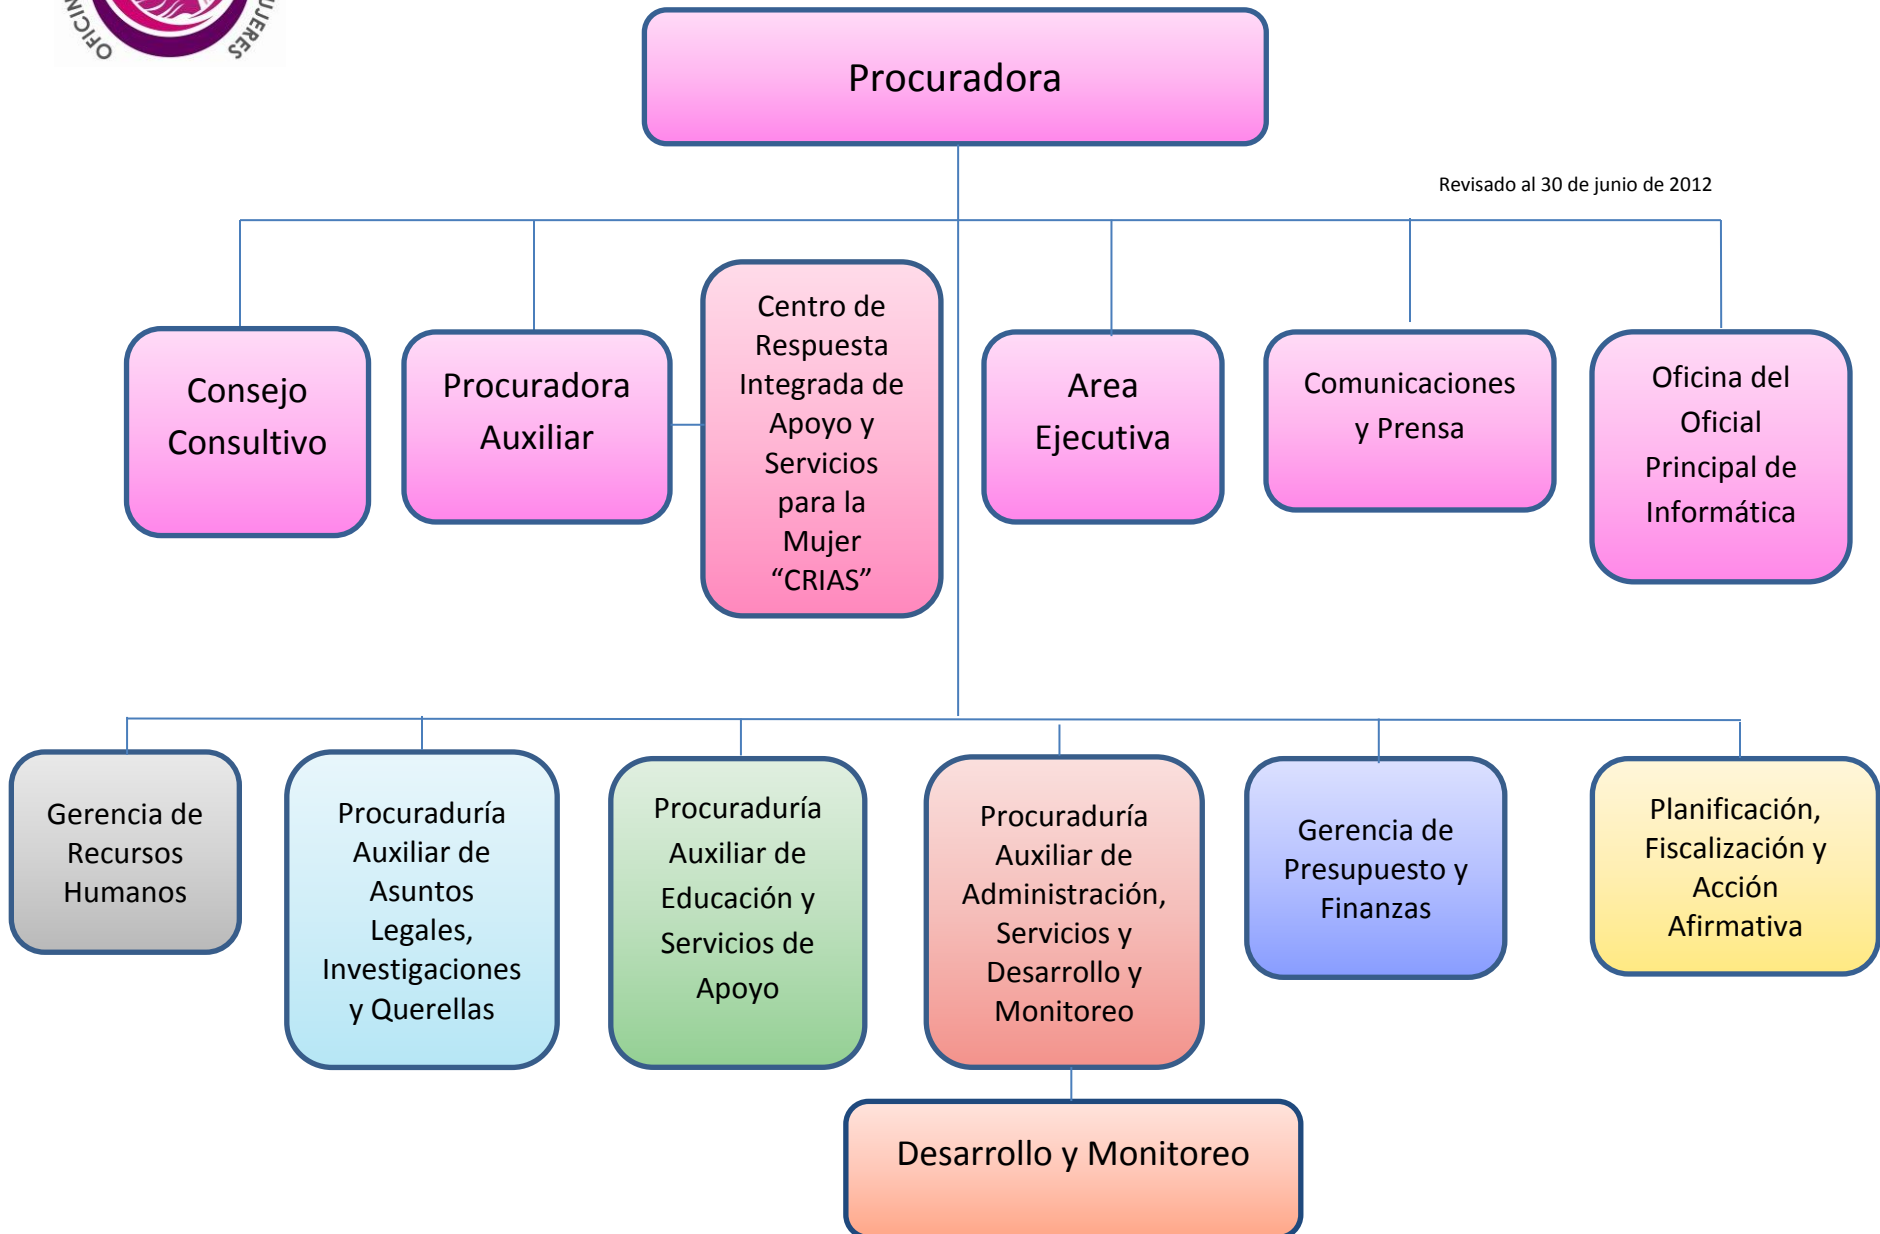 OFICIN
UJERES
Procuradora
Revisado al 30 de junio de 2012
Consejo
Consultivo
Procuradora
Auxiliar
Centro de
Respuesta
Integrada de
Apoyo y
Servicios
para la
Mujer
“CRIAS”
Area
Ejecutiva
Comunicaciones
y Prensa
Oficina del
Oficial
Principal de
Informática
Gerencia de
Recursos
Humanos
Procuraduría
Auxiliar de
Asuntos
Legales,
Investigaciones
y Querellas
Procuraduría
Auxiliar de
Educación y
Servicios de
Apoyo
Procuraduría
Auxiliar de
Administración,
Servicios y
Desarrollo y
Monitoreo
Gerencia de
Presupuesto y
Finanzas
Planificación,
Fiscalización y
Acción
Afirmativa
Desarrollo y Monitoreo